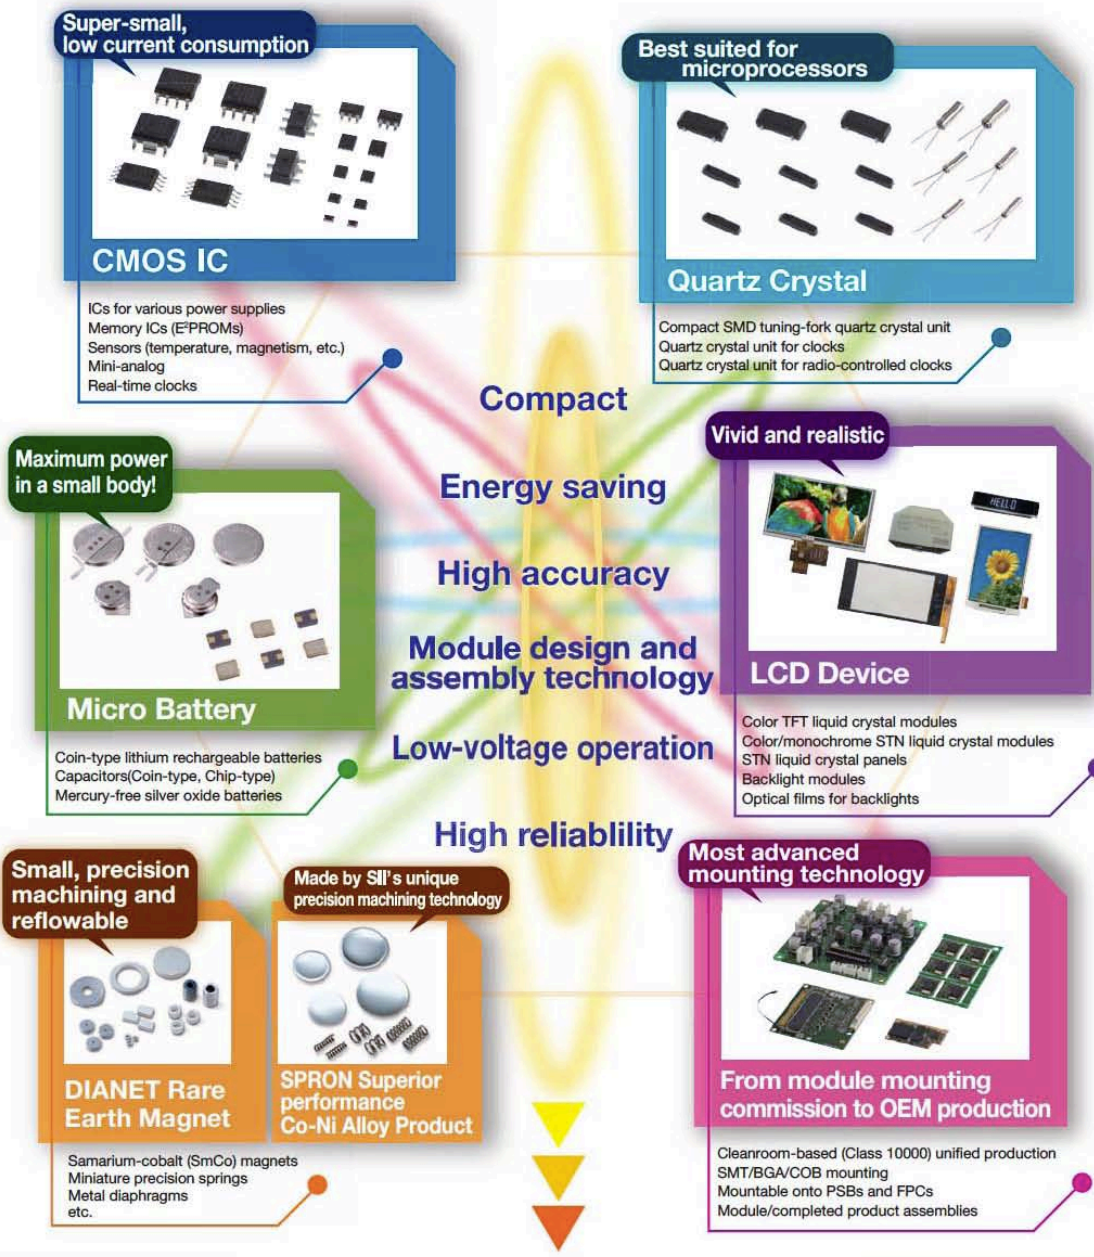 Super-small,
low current consumption
CMOS IC
ICs for various power supplies
Memory ICs (E²PROMs)
Sensors (temperature, magnetism, etc.)
Mini-analog
Real-time clocks
Best suited for
microprocessors
Quartz Crystal
Compact SMD tuning-fork quartz crystal unit
Quartz crystal unit for clocks
Quartz crystal unit for radio-controlled clocks
Compact
Energy saving
High accuracy
Module design and
assembly technology
Low-voltage operation
High reliablility
Maximum power
in a small body!
Micro Battery
Coin-type lithium rechargeable batteries
Capacitors(Coin-type, Chip-type)
Mercury-free silver oxide batteries
Vivid and realistic
HELLO
LCD Device
Color TFT liquid crystal modules
Color/monochrome STN liquid crystal modules
STN liquid crystal panels
Backlight modules
Optical films for backlights
Small, precision
machining and
reflowable
DIANET Rare
Earth Magnet
Made by SII's unique
precision machining technology
SPRON Superior
performance
Co-Ni Alloy Product
Samarium-cobalt (SmCo) magnets
Miniature precision springs
Metal diaphragms
etc.
Most advanced
mounting technology
From module mounting
commission to OEM production
Cleanroom-based (Class 10000) unified production
SMT/BGA/COB mounting
Mountable onto PSBs and FPCs
Module/completed product assemblies